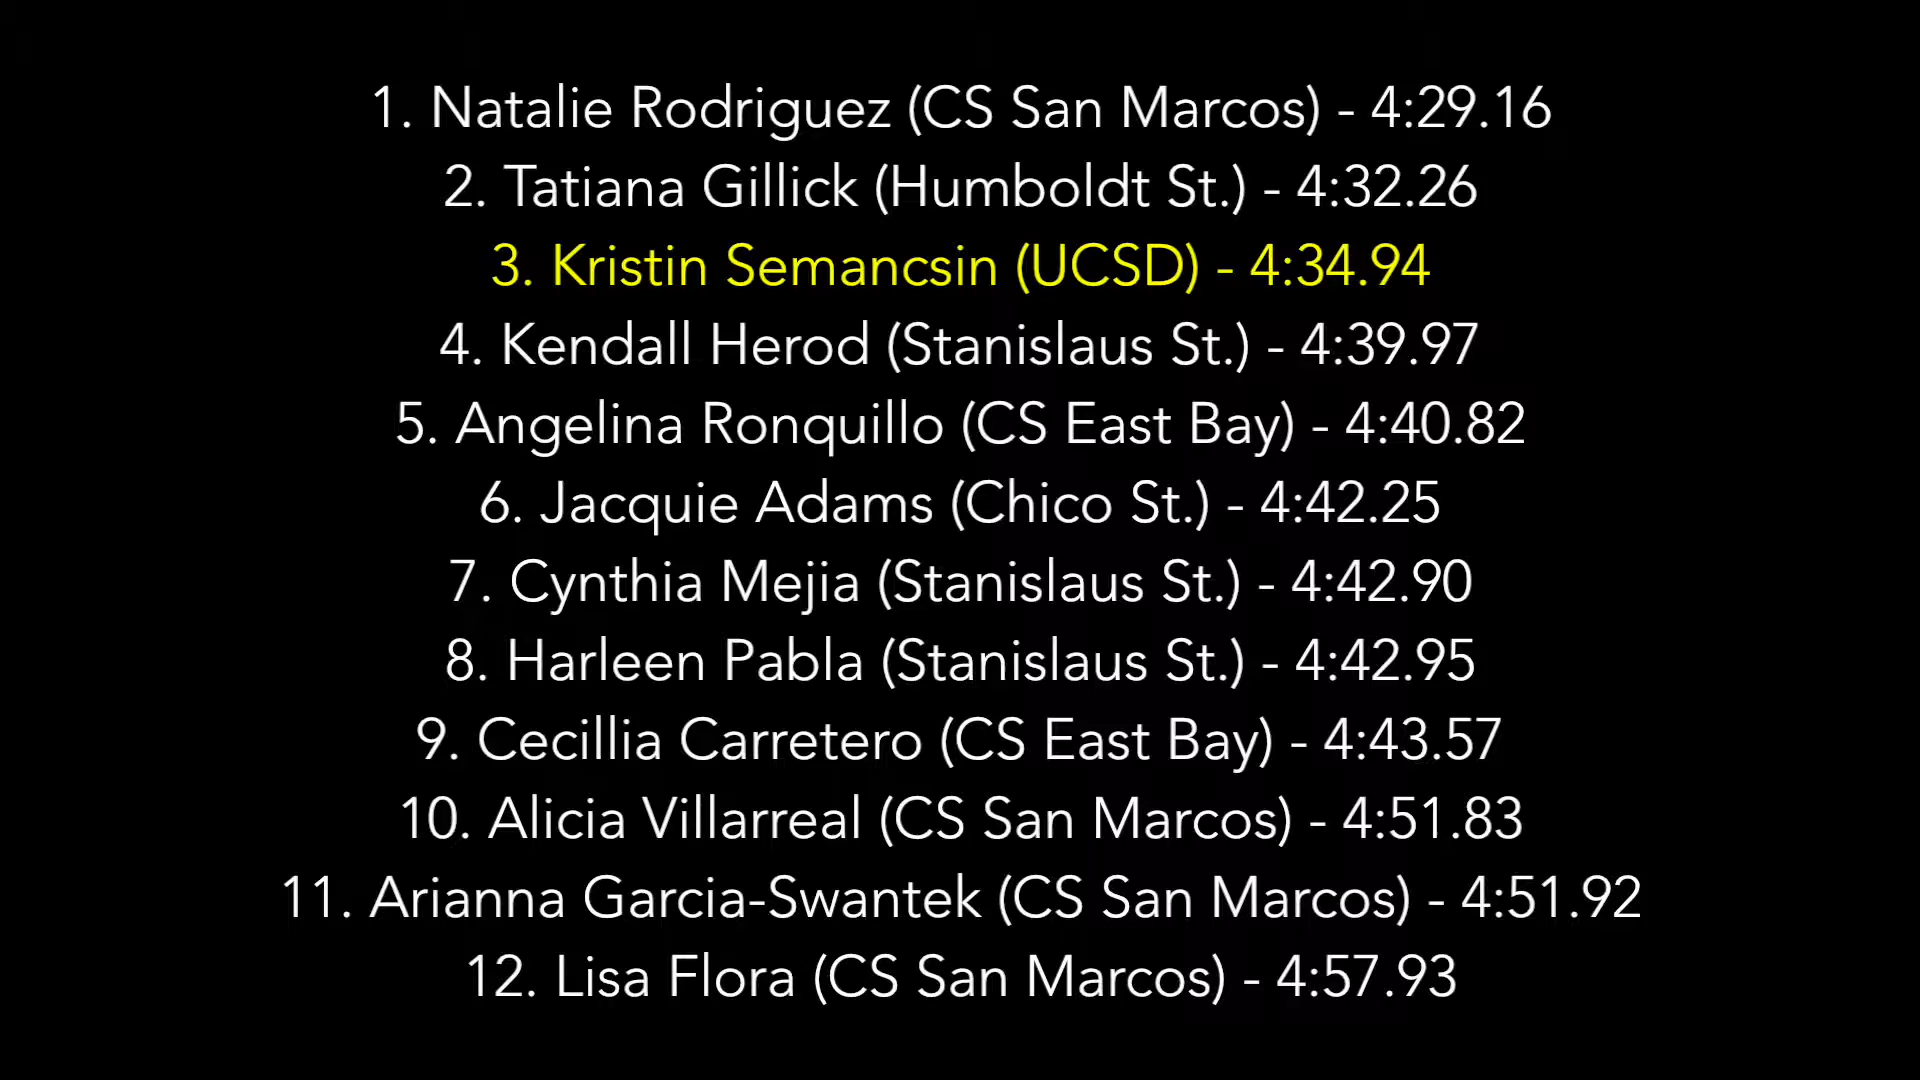 1. Natalie Rodriguez (CS San Marcos) - 4:29.16
2. Tatiana Gillick (Humboldt St.) - 4:32.26
3. Kristin Semancsin (UCSD) - 4:34.94
4. Kendall Herod (Stanislaus St.) - 4:39.97
5. Angelina Ronquillo (CS East Bay) - 4:40.82
6. Jacquie Adams (Chico St.) - 4:42.25
7. Cynthia Mejia (Stanislaus St.) - 4:42.90
8. Harleen Pabla (Stanislaus St.) - 4:42.95
9. Cecillia Carretero (CS East Bay) - 4:43.57
10. Alicia Villarreal (CS San Marcos) - 4:51.83
11. Arianna Garcia-Swantek (CS San Marcos) - 4:51.92
12. Lisa Flora (CS San Marcos) - 4:57.93